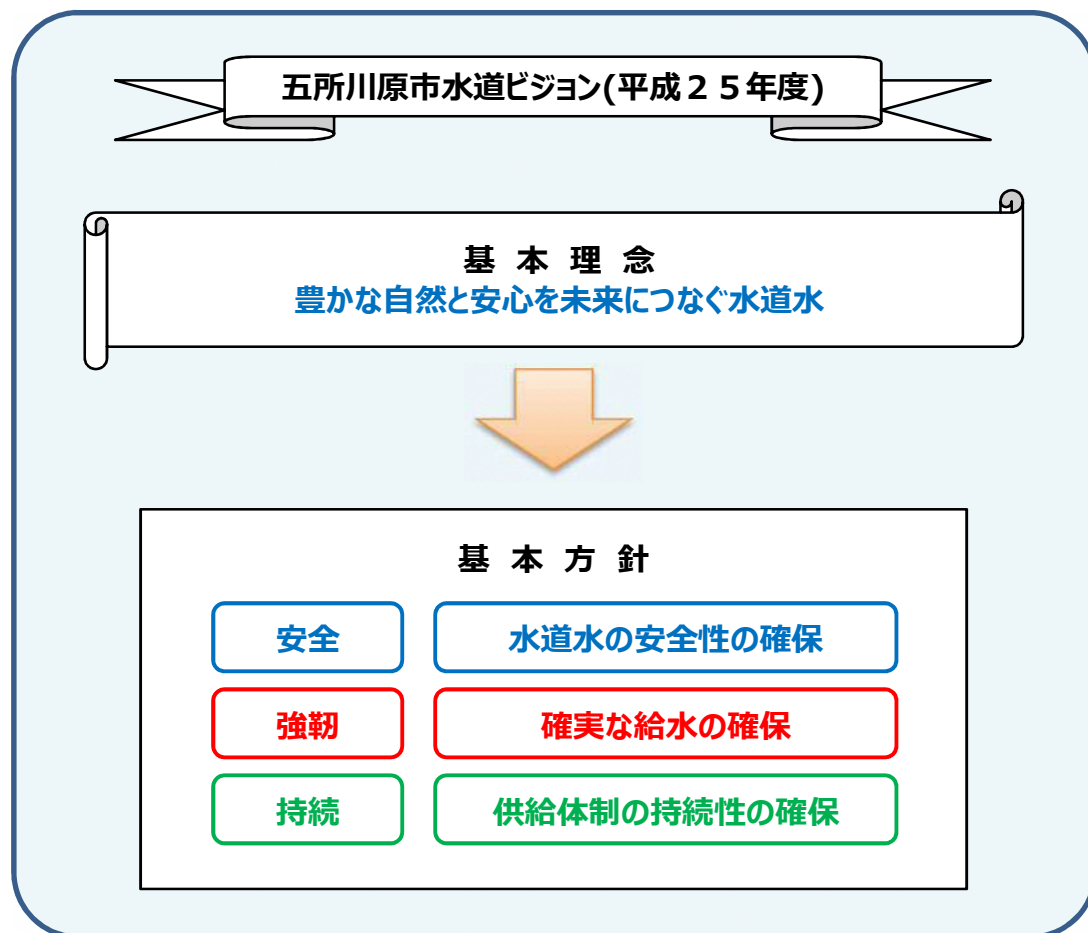 五所川原市水道ビジョン(平成２５年度)
基 本 理 念
豊かな自然と安心を未来につなぐ水道水
基 本 方 針
安全 水道水の安全性の確保
強靭 確実な給水の確保
持続 供給体制の持続性の確保